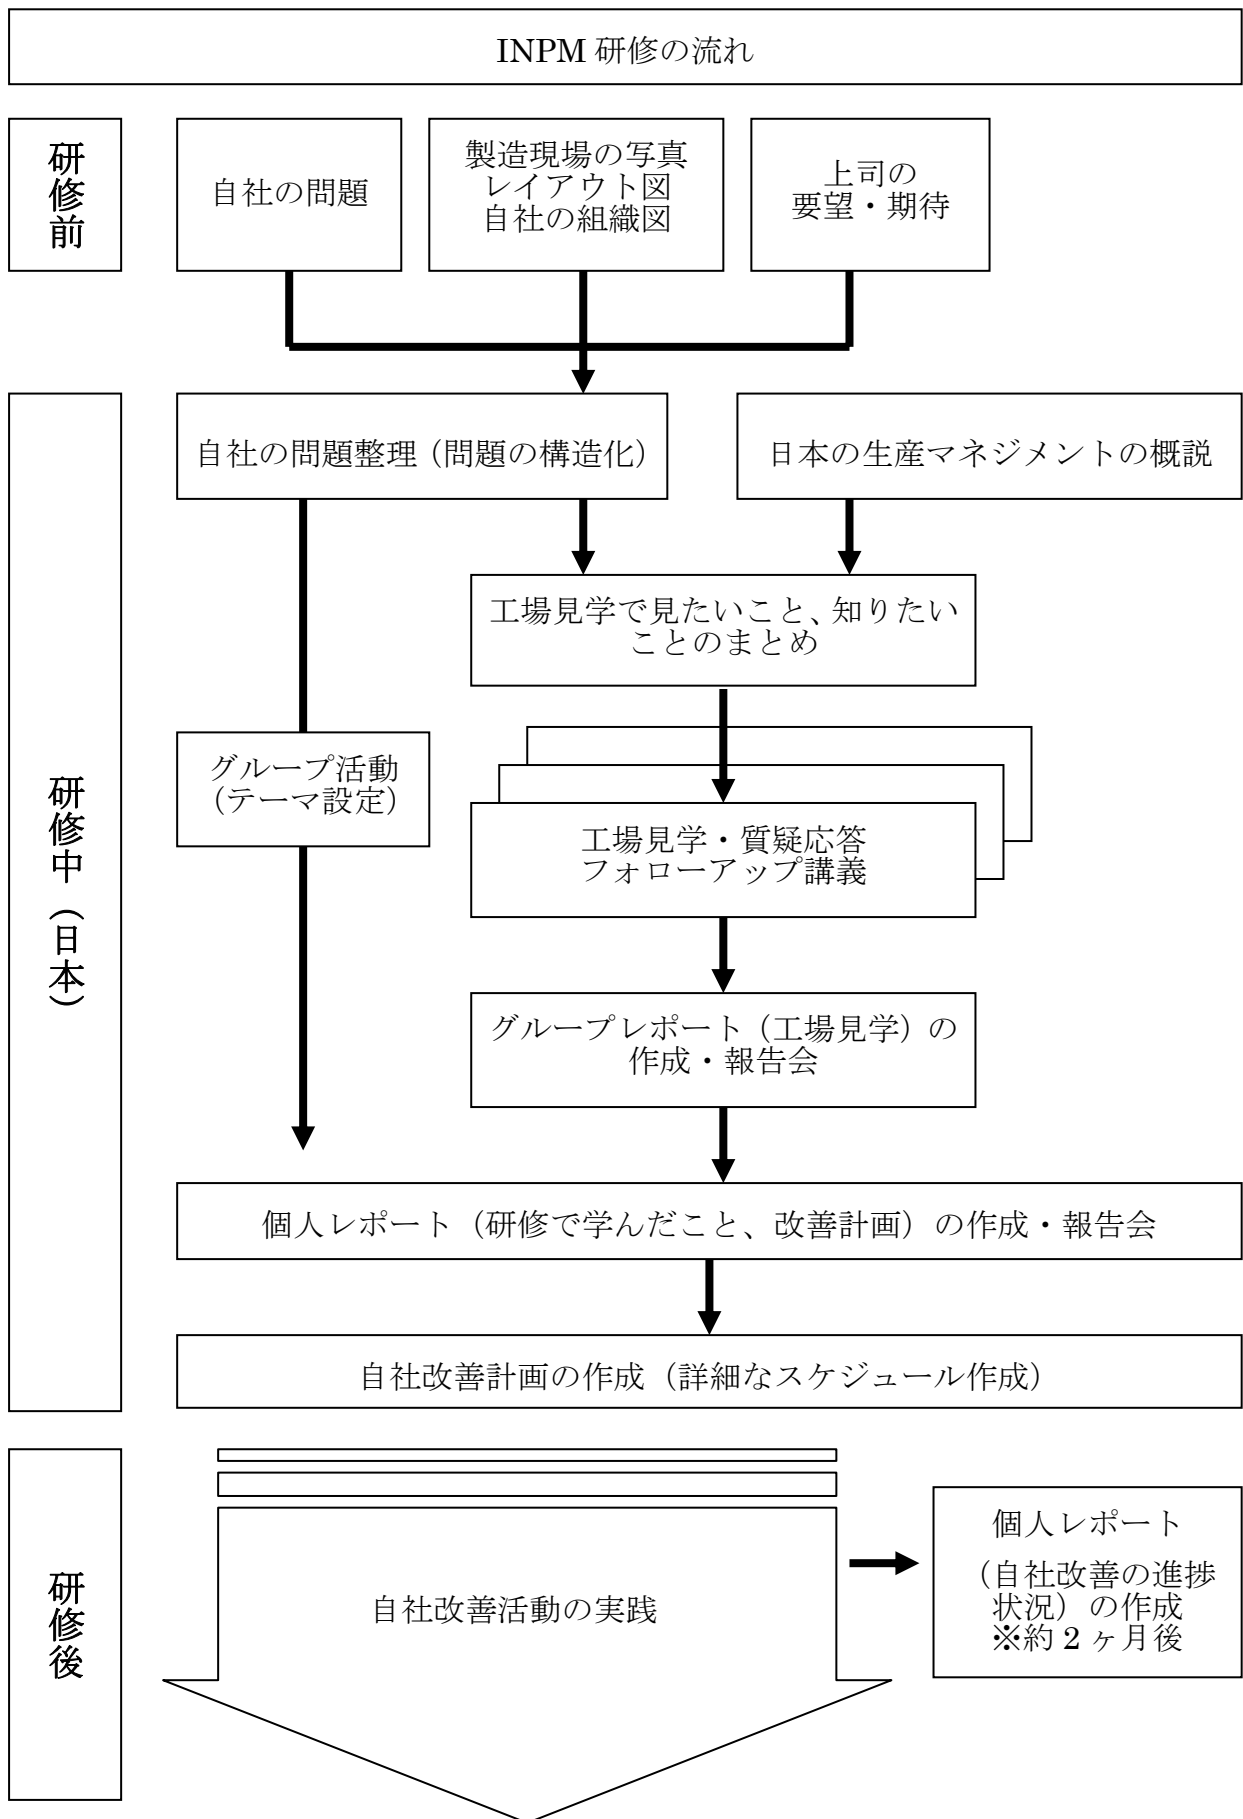 INPM 研修の流れ
研修前
自社の問題
製造現場の写真
レイアウト図
自社の組織図
上司の
要望・期待
研修中（日本）
自社の問題整理（問題の構造化）
日本の生産マネジメントの概説
工場見学で見たいこと、知りたい
ことのまとめ
グループ活動
（テーマ設定）
工場見学・質疑応答
フォローアップ講義
グループレポート（工場見学）の
作成・報告会
個人レポート（研修で学んだこと、改善計画）の作成・報告会
自社改善計画の作成（詳細なスケジュール作成）
研修後
自社改善活動の実践
個人レポート
（自社改善の進捗
状況）の作成
※約 2 ヶ月後